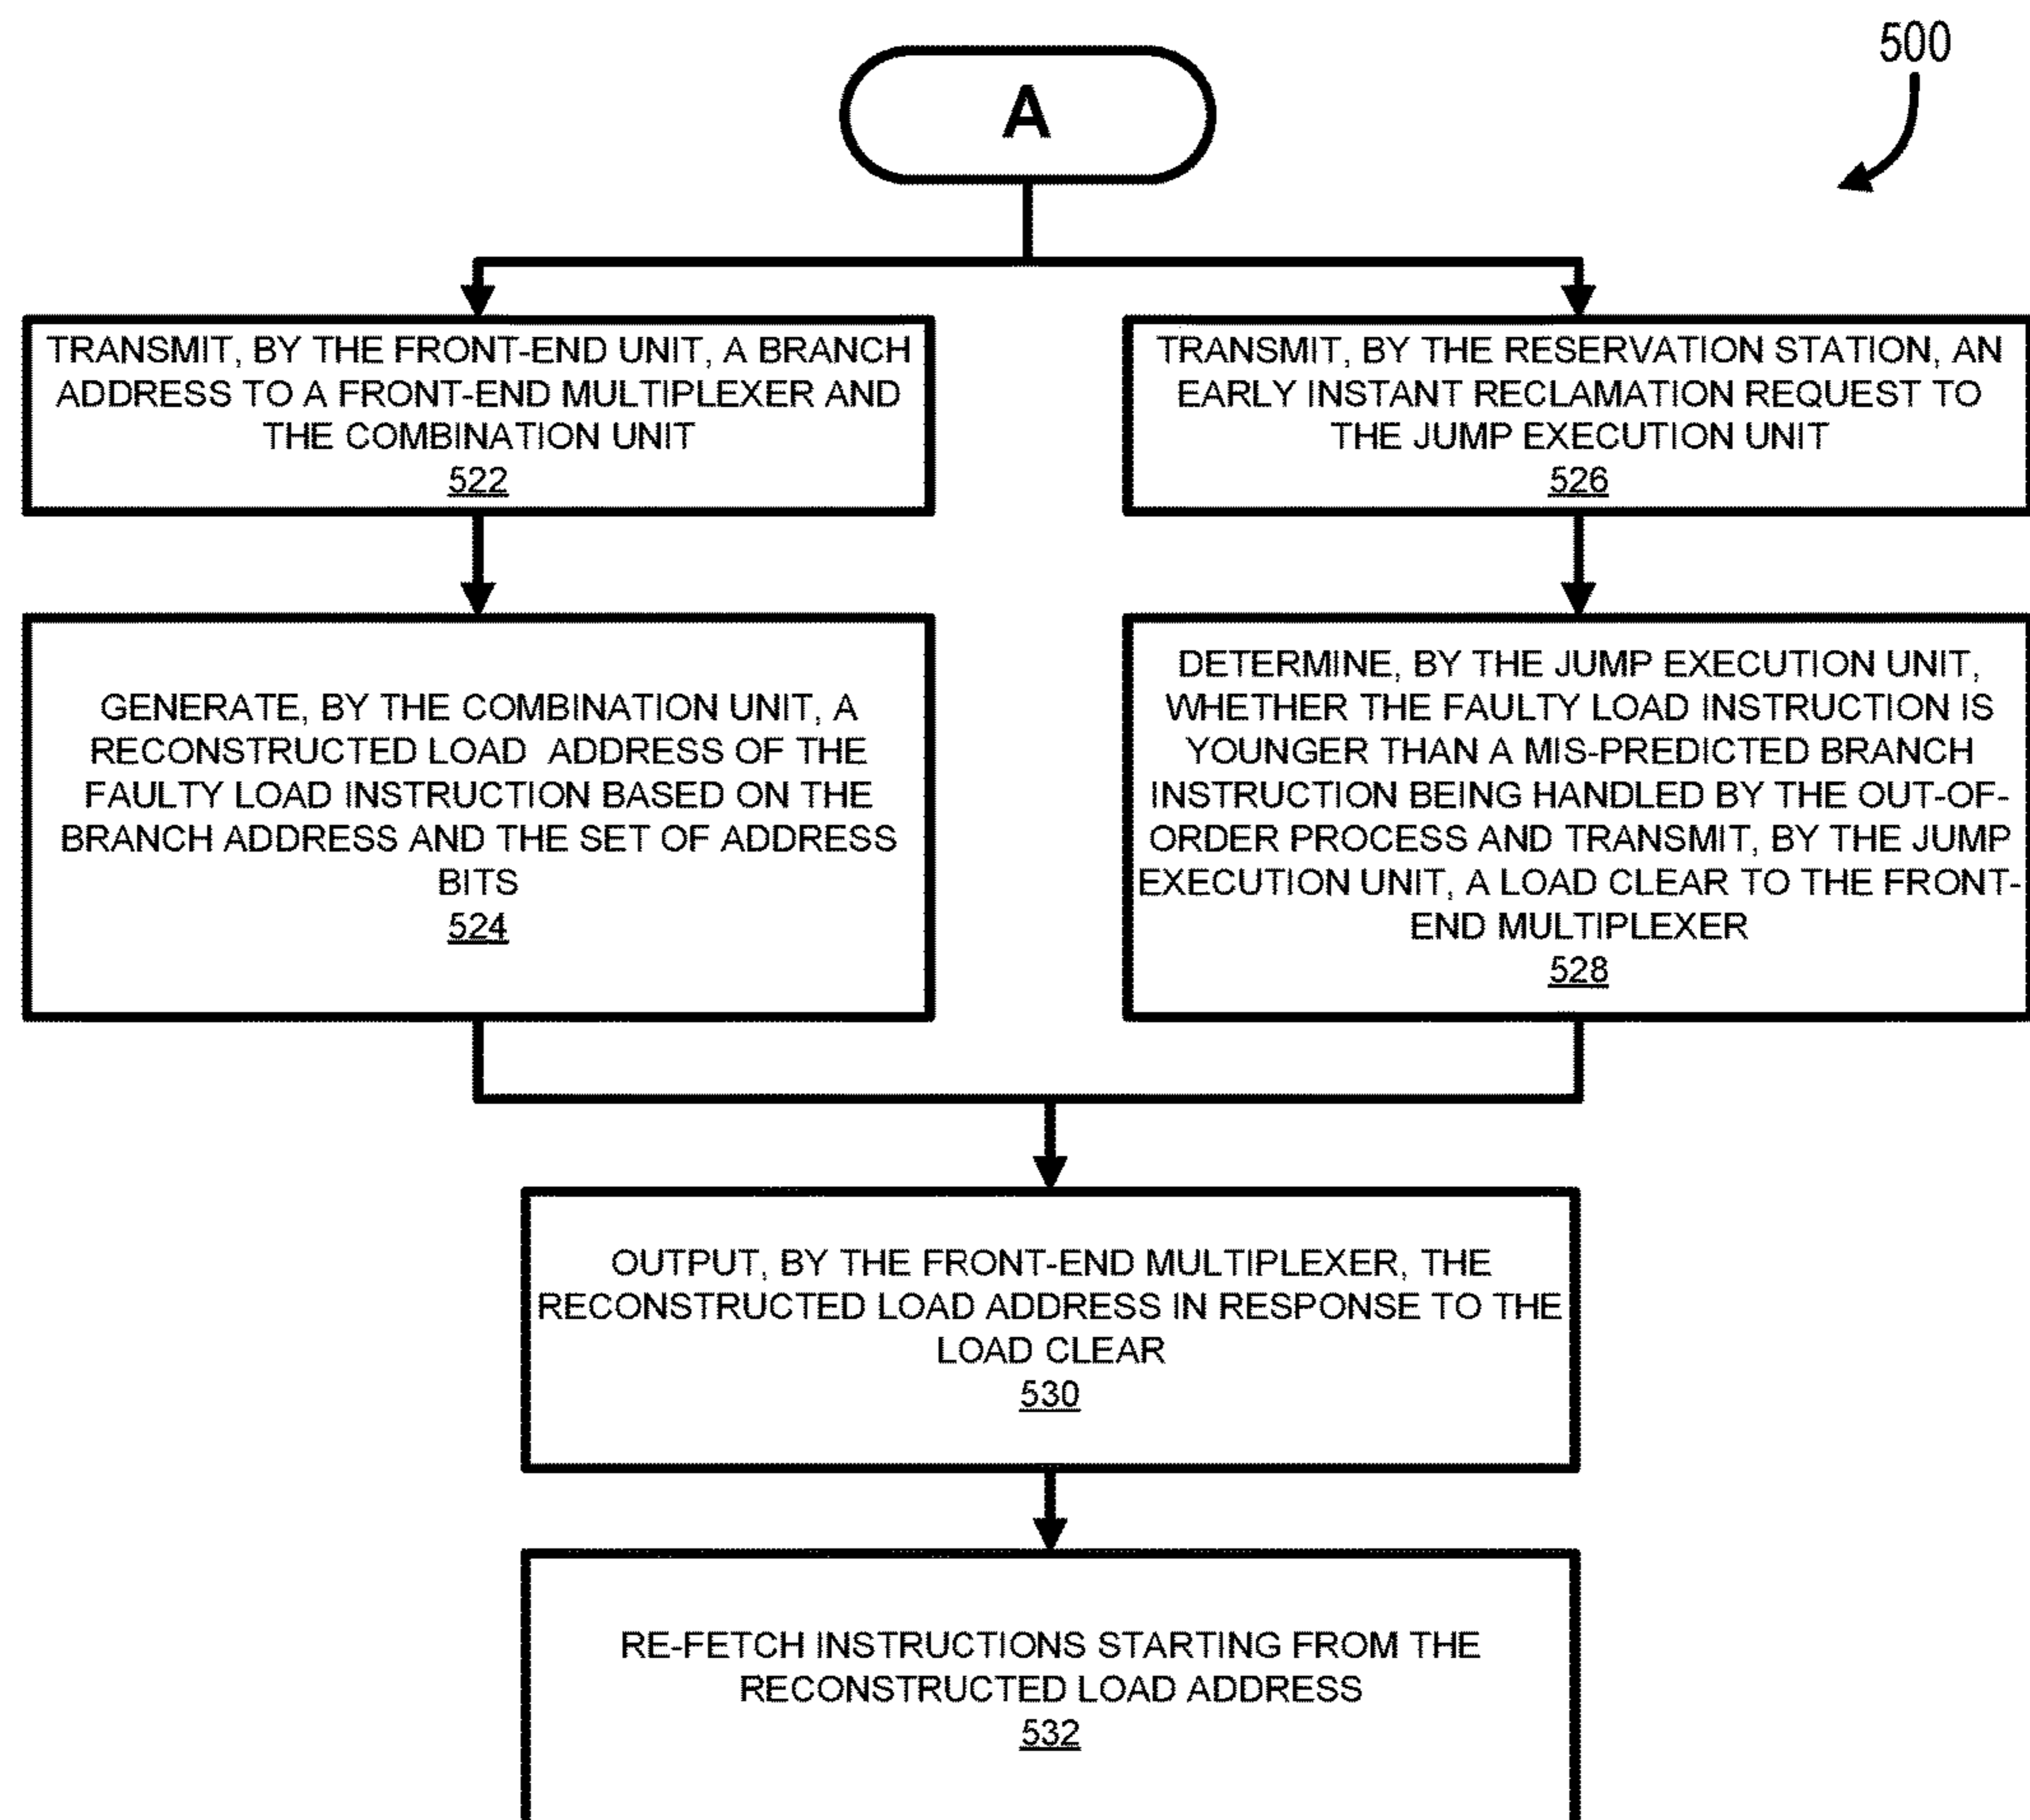 500
A
TRANSMIT, BY THE FRONT-END UNIT, A BRANCH
ADDRESS TO A FRONT-END MULTIPLEXER AND
THE COMBINATION UNIT
522
TRANSMIT, BY THE RESERVATION STATION, AN
EARLY INSTANT RECLAMATION REQUEST TO
THE JUMP EXECUTION UNIT
526
GENERATE, BY THE COMBINATION UNIT, A
RECONSTRUCTED LOAD ADDRESS OF THE
FAULTY LOAD INSTRUCTION BASED ON THE
BRANCH ADDRESS AND THE SET OF ADDRESS
BITS
524
DETERMINE, BY THE JUMP EXECUTION UNIT,
WHETHER THE FAULTY LOAD INSTRUCTION IS
YOUNGER THAN A MIS-PREDICTED BRANCH
INSTRUCTION BEING HANDLED BY THE OUT-OF-
ORDER PROCESS AND TRANSMIT, BY THE JUMP
EXECUTION UNIT, A LOAD CLEAR TO THE FRONT-
END MULTIPLEXER
528
OUTPUT, BY THE FRONT-END MULTIPLEXER, THE
RECONSTRUCTED LOAD ADDRESS IN RESPONSE TO THE
LOAD CLEAR
530
RE-FETCH INSTRUCTIONS STARTING FROM THE
RECONSTRUCTED LOAD ADDRESS
532